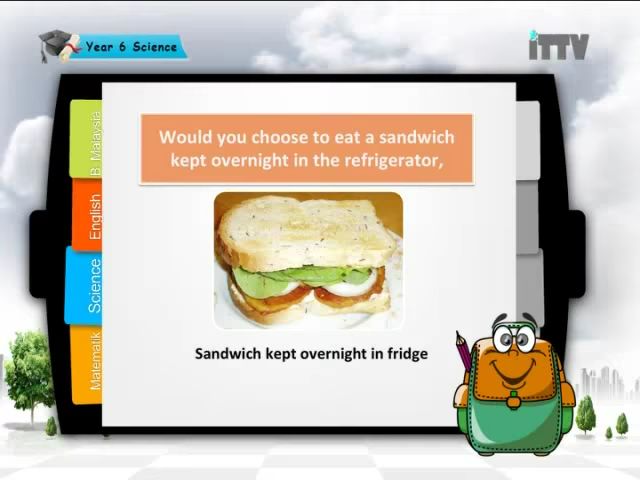 Year 6 Science
iTTV
B. Malaysia
English
Science
Matematik
Would you choose to eat a sandwich
kept overnight in the refrigerator,
Sandwich kept overnight in fridge